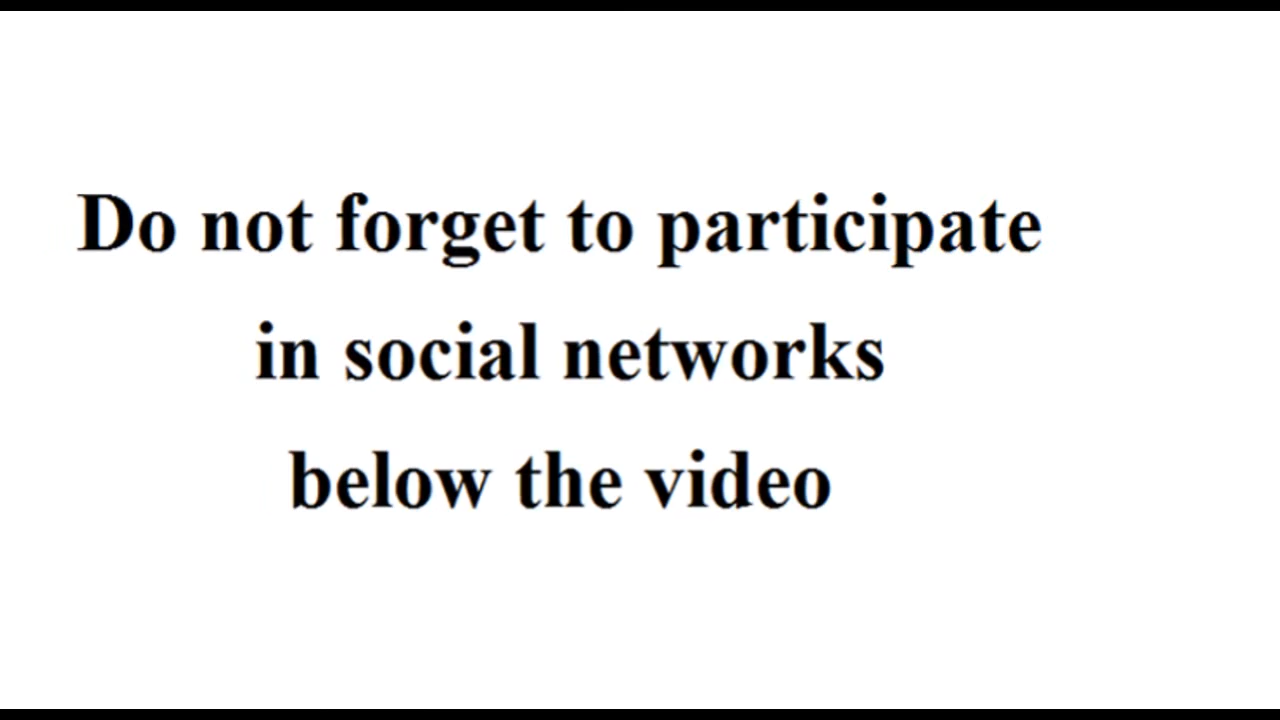 Do not forget to participate
in social networks
below the video